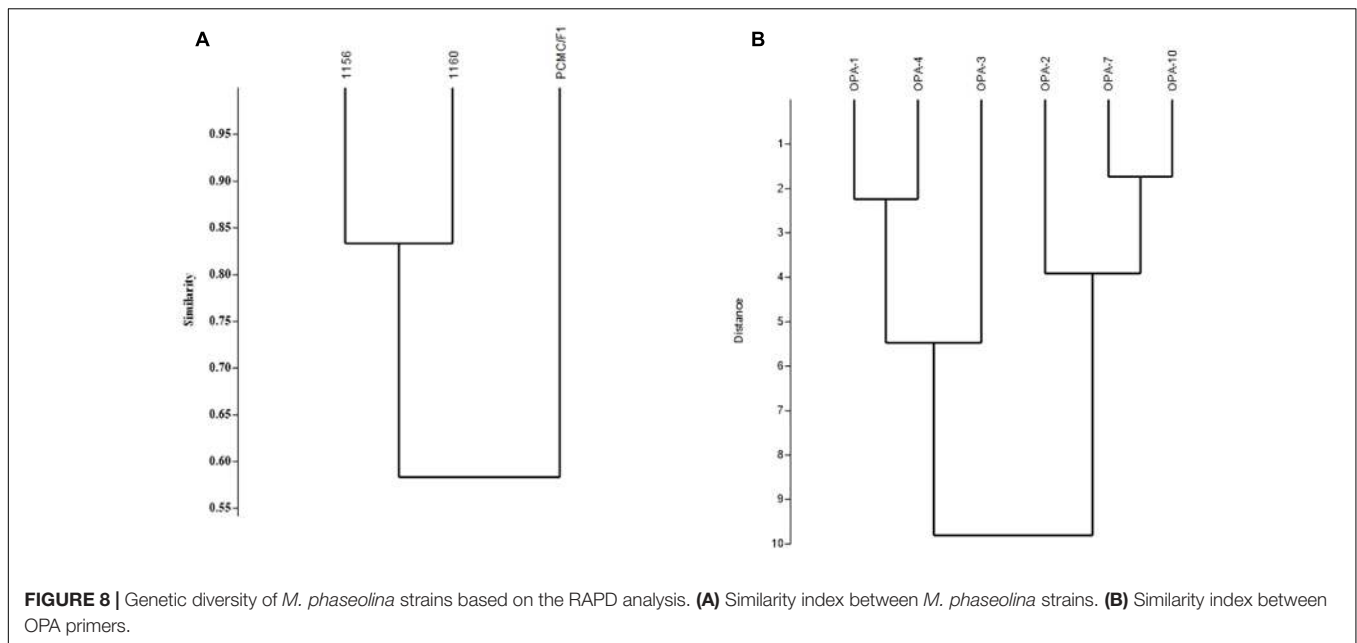 A
1156
1160
PCMC/F1
Similarity
0.95
0.90
0.85
0.80
0.75
0.70
0.65
0.60
0.55
B
OPA-1
OPA-4
OPA-3
OPA-2
OPA-7
OPA-10
Distance
1
2
3
4
5
6
7
8
9
10
FIGURE 8 | Genetic diversity of M. phaseolina strains based on the RAPD analysis. (A) Similarity index between M. phaseolina strains. (B) Similarity index between
OPA primers.